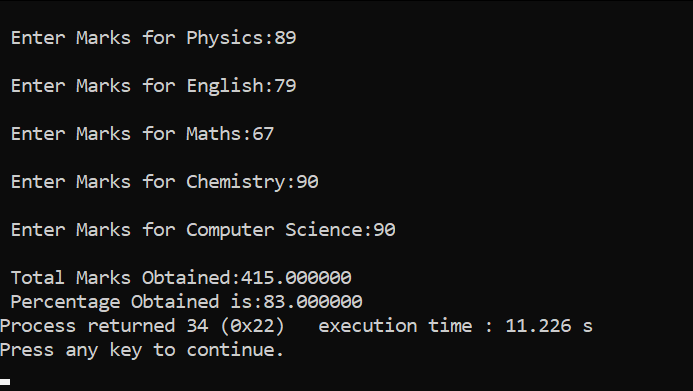 Enter Marks for Physics:89
Enter Marks for English:79
Enter Marks for Maths:67
Enter Marks for Chemistry:90
Enter Marks for Computer Science:90
Total Marks Obtained:415.000000
Percentage Obtained is:83.000000
Process returned 34 (0x22)   execution time : 11.226 s
Press any key to continue.